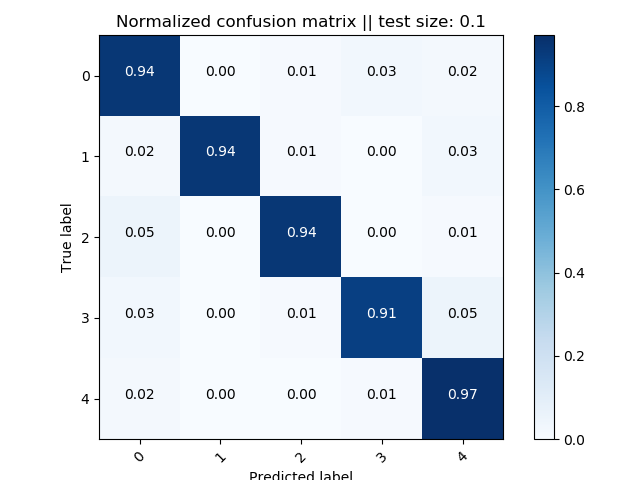 Normalized confusion matrix || test size: 0.1
0 0.94 0.00 0.01 0.03 0.02
1 0.02 0.94 0.01 0.00 0.03
2 0.05 0.00 0.94 0.00 0.01
3 0.03 0.00 0.01 0.91 0.05
4 0.02 0.00 0.00 0.01 0.97
True label
0 1 2 3 4
Predicted label
0.8
0.6
0.4
0.2
0.0